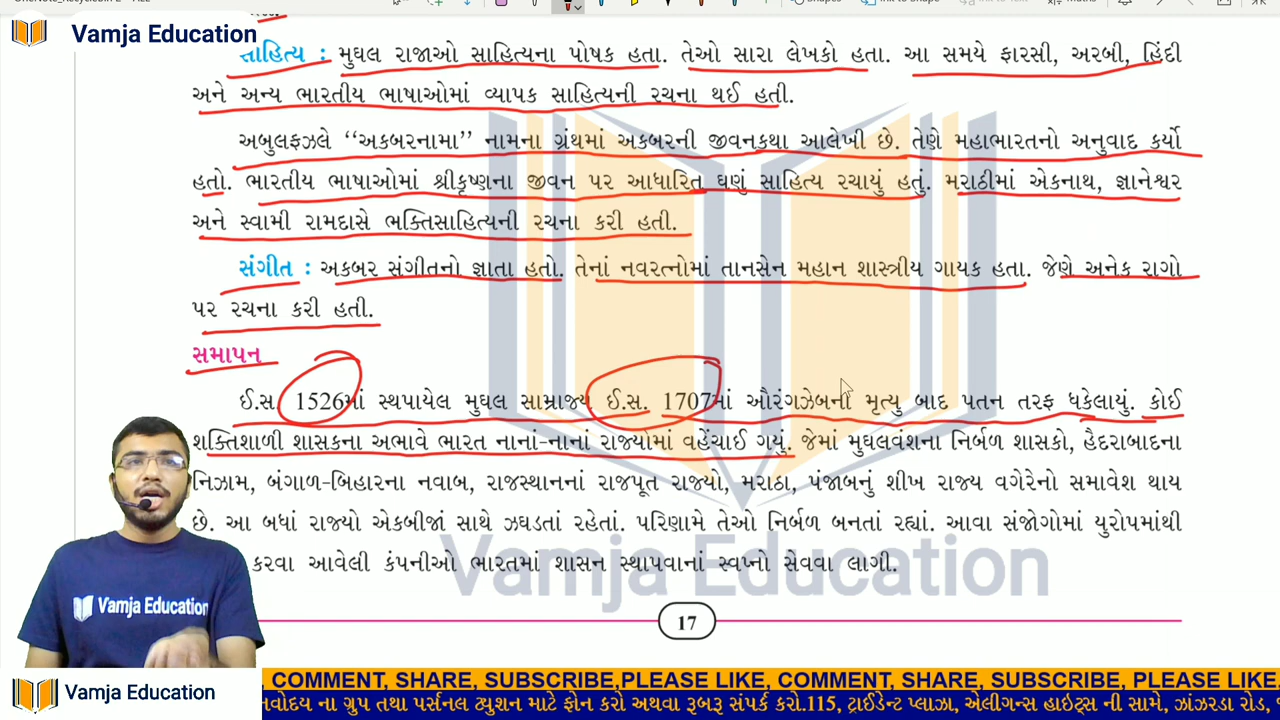 Vamja Education
સાહિત્ય : મુઘલ રાજાઓ સાહિત્યના પોષક હતા. તેઓ સારા લેખકો હતા. આ સમયે ફારસી, અરબી, હિંદી
અને અન્ય ભારતીય ભાષાઓમાં વ્યાપક સાહિત્યની રચના થઈ હતી.
અબુલફઝલે “અકબરનામા” નામના ગ્રંથમાં અકબરની જીવનકથા આલેખી છે. તેણે મહાભારતનો અનુવાદ કર્યો
હતો. ભારતીય ભાષાઓમાં શ્રીકૃષ્ણના જીવન પર આધારિત ઘણું સાહિત્ય રચાયું હતું. મરાઠીમાં એકનાથ, જ્ઞાનેશ્વર
અને સ્વામી રામદાસે ભક્તિસાહિત્યની રચના કરી હતી.
સંગીત : અકબર સંગીતનો જ્ઞાતા હતો. તેનાં નવરત્નોમાં તાનસેન મહાન શાસ્ત્રીય ગાયક હતા. જેણે અનેક રાગો
પર રચના કરી હતી.
સમાપન
ઈ.સ. 1526માં સ્થપાયેલ મુઘલ સામ્રાજ્ય ઈ.સ. 1707માં ઔરંગઝેબની મૃત્યુ બાદ પતન તરફ ધકેલાયું. કોઈ
શક્તિશાળી શાસકના અભાવે ભારત નાનાં-નાનાં રાજ્યોમાં વહેંચાઈ ગયું. જેમાં મુઘલવંશના નિર્બળ શાસકો, હૈદરાબાદના
નિઝામ, બંગાળ-બિહારના નવાબ, રાજસ્થાનનાં રાજપૂત રાજ્યો, મરાઠા, પંજાબનું શીખ રાજ્ય વગેરેનો સમાવેશ થાય
છે. આ બધાં રાજ્યો એકબીજાં સાથે ઝઘડતાં રહેતાં. પરિણામે તેઓ નિર્બળ બનતાં રહ્યાં. આવા સંજોગોમાં યુરોપમાંથી
કરવા આવેલી કંપનીઓ ભારતમાં શાસન સ્થાપવાનાં સ્વપ્નો સેવવા લાગી.
Vamja Education
Vamja Education
17
Vamja Education
, COMMENT, SHARE, SUBSCRIBE,PLEASE LIKE, COMMENT, SHARE, SUBSCRIBE, PLEASE LIKE.
નવોદય ના ગ્રુપ તથા પર્સનલ ટ્યુશન માટે ફોન કરો અથવા રૂબરૂ સંપર્ક કરો.115, ટ્રાઈડેન્ટ પ્લાઝા, એલીગન્સ હાઇટ્સ ની સામે, ઝાંઝરડા રોડ,